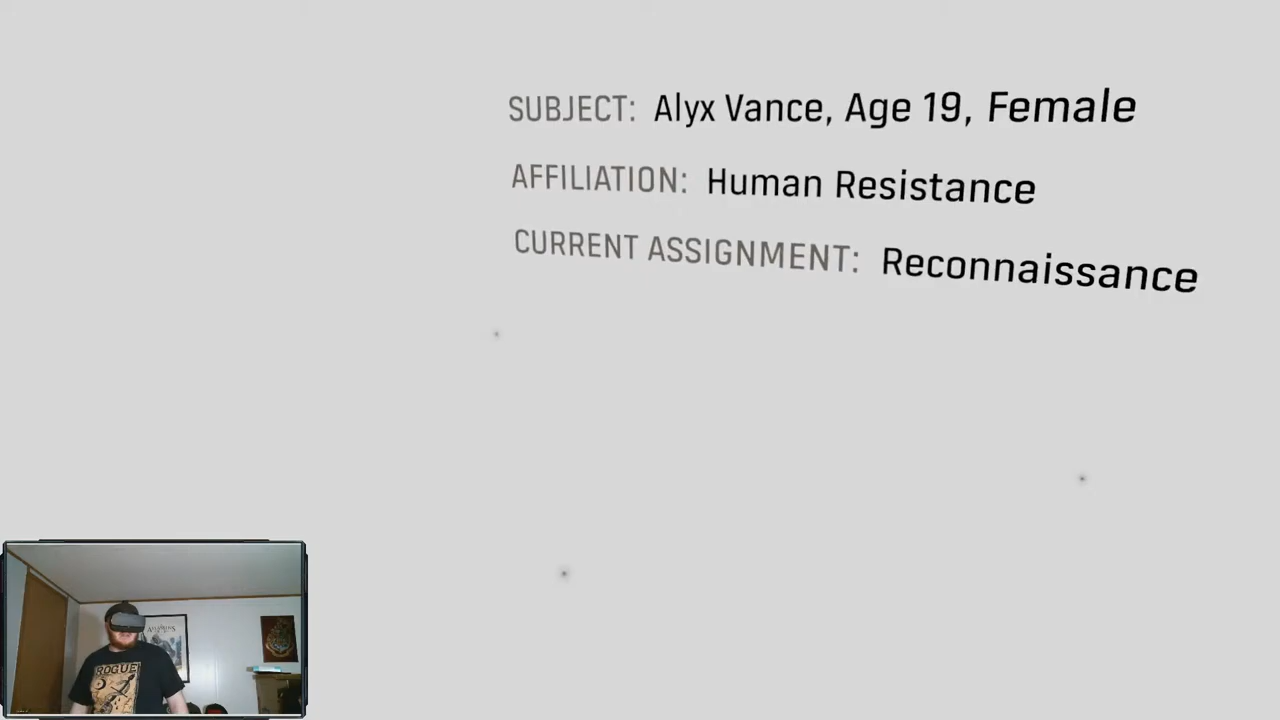 SUBJECT: Alyx Vance, Age 19, Female
AFFILIATION: Human Resistance
CURRENT ASSIGNMENT: Reconnaissance
ROGUE